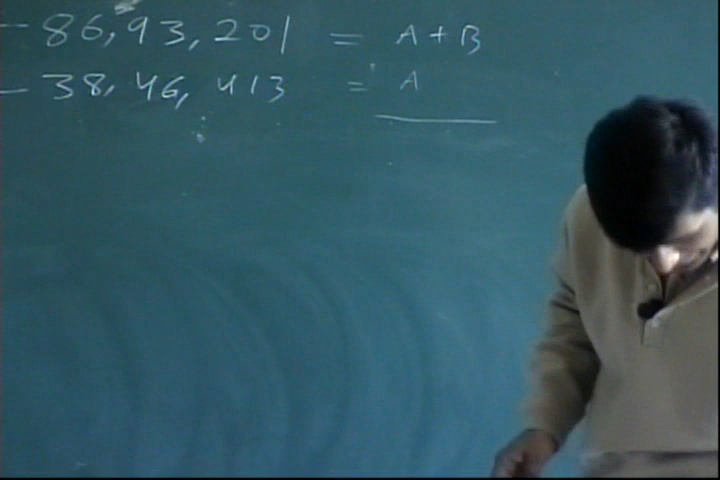 - 86,93,201 = A + B
- 38,46,413 = A